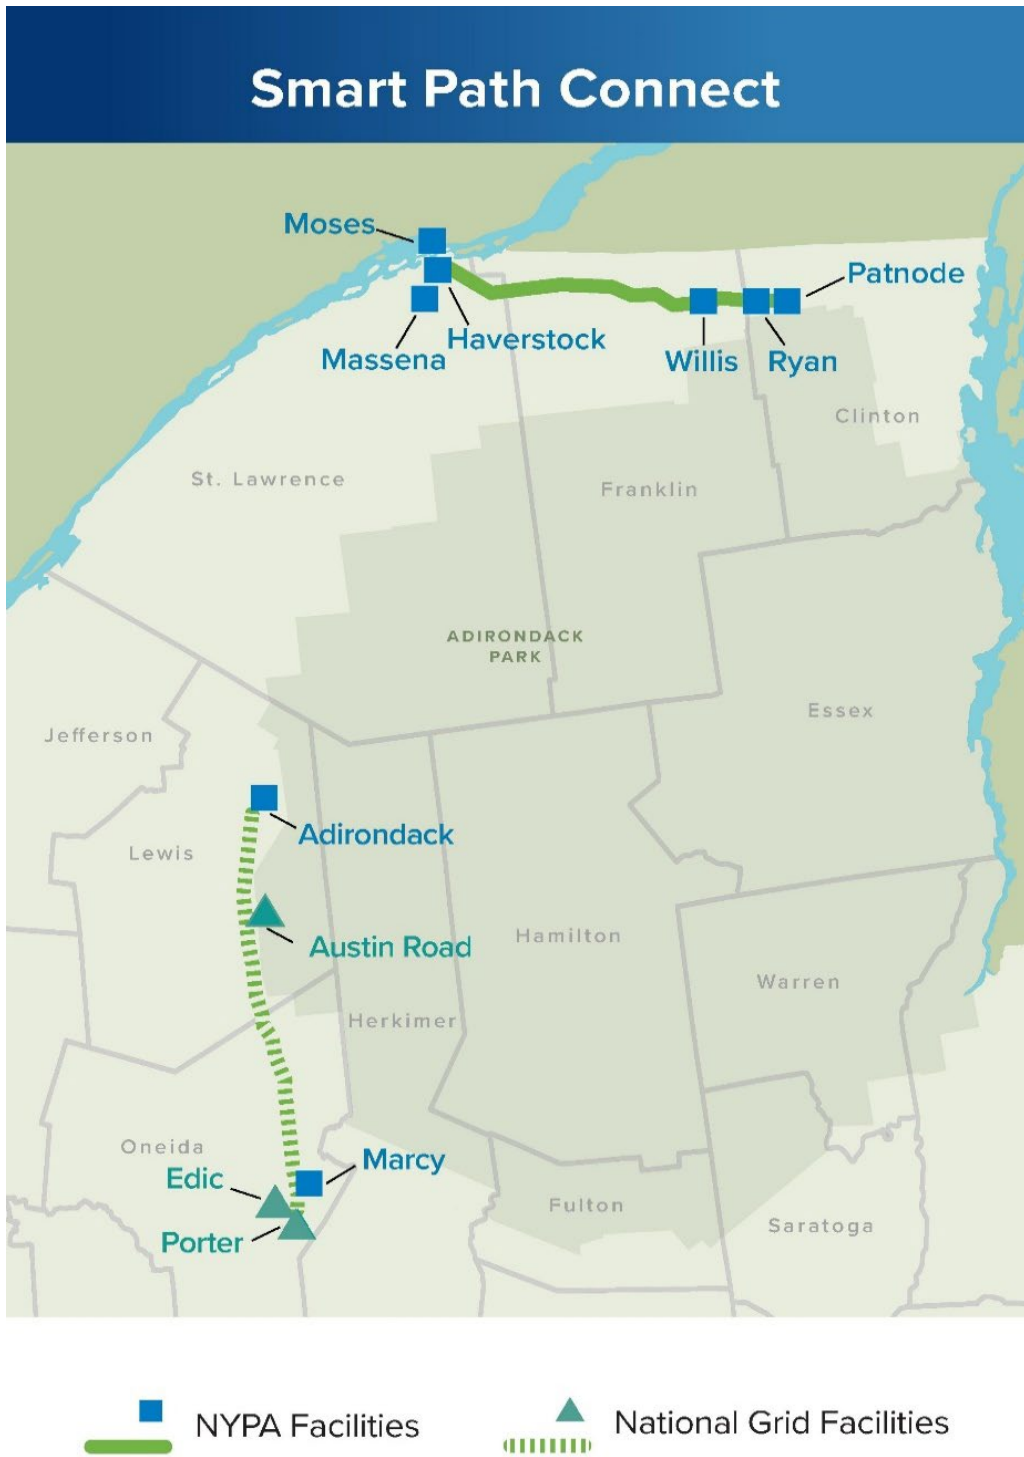 Smart Path Connect
Moses
Patnode
Haverstock
Massena
Willis
Ryan
Clinton
St. Lawrence
Franklin
ADIRONDACK
PARK
Essex
Jefferson
Adirondack
Lewis
Hamilton
Austin Road
Warren
Herkimer
Oneida
Marcy
Edic
Fulton
Saratoga
Porter
NYPA Facilities
National Grid Facilities